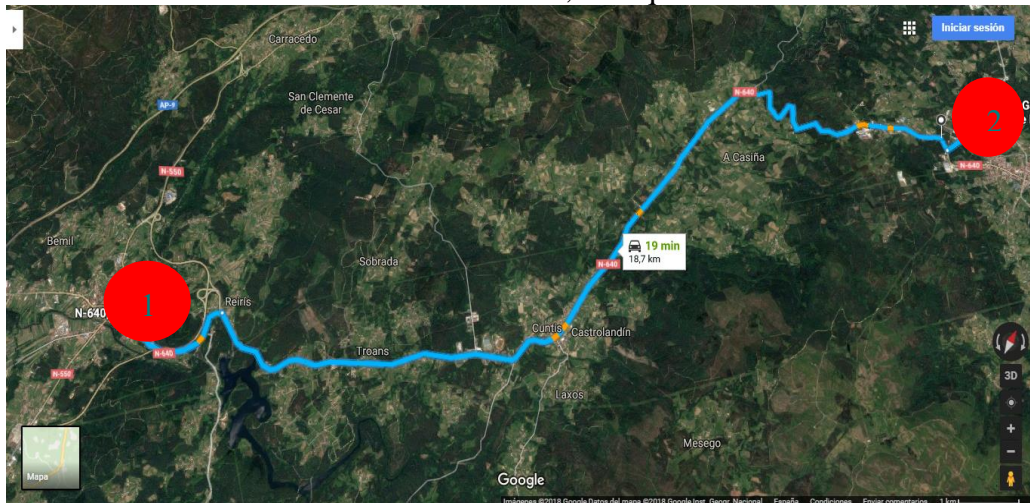 Iniciar sesión
Carracedo
AP-9
San Clemente
de Cesar
N-640
A Casiña
2
N-640
N-550
Bemil
Sobrada
19 min
18,7 km
N-640
1
N-640
Reirís
Cuntis
Castrolandín
Troans
N-640
N-550
3D
Laxos
Mesego
Mapa
Google
Imágenes ©2018 Google Datos del mapa ©2018 Google Inst. Geogr. Nacional España Condiciones Enviar comentarios 1 km